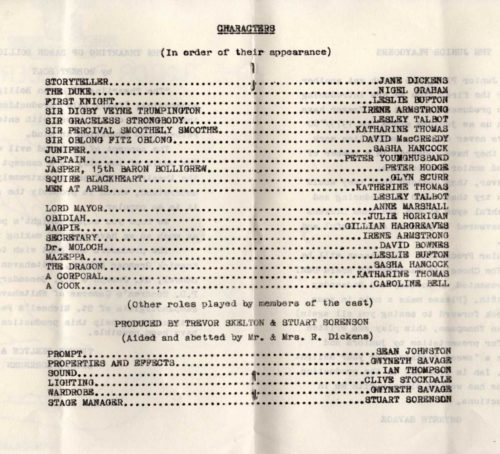 CHARACTERS
(In order of their appearance)
STORYTELLER..........JANE DICKENS
THE DUKE..........NIGEL GRAHAM
FIRST KNIGHT..........LESLIE BUFTON
SIR DIGBY VEYNE TRUMPINGTON..........IRENE ARMSTRONG
SIR GRACELESS STRONGBODY..........LESLEY TALBOT
SIR PERCIVAL SMOOTHELY SMOOTHE..........KATHARINE THOMAS
SIR OBLONG FITZ OBLONG..........DAVID MacGREEDY
JUNIPER..........SASHA HANCOCK
CAPTAIN..........PETER YOUNGHUSBAND
JASPER, 15th BARON BOLLIGREW..........PETER HODGE
SQUIRE BLACKHEART..........GLYN SCURR
MEN AT ARMS..........KATHERINE THOMAS
LESLEY TALBOT
LORD MAYOR..........ANNE MARSHALL
OBIDIAH..........JULIE HORRIGAN
MAGPIE..........GILLIAN HARGREAVES
SECRETARY..........IRENE ARMSTRONG
Dr. MOLOCH..........DAVID BOWNES
MAZEPPA..........LESLIE BUFTON
THE DRAGON..........SASHA HANCOCK
A CORPORAL..........KATHARINE THOMAS
A COOK..........CAROLINE BELL
(Other roles played by members of the cast)
PRODUCED BY TREVOR SKELTON & STUART SORENSON
(Aided and abetted by Mr. & Mrs. R. Dickens)
PROMPT..........SEAN JOHNSTON
PROPERTIES AND EFFECTS..........GWYNETH SAVAGE
SOUND..........IAN THOMPSON
LIGHTING..........CLIVE STOCKDALE
WARDROBE..........GWYNETH SAVAGE
STAGE MANAGER..........STUART SORENSON